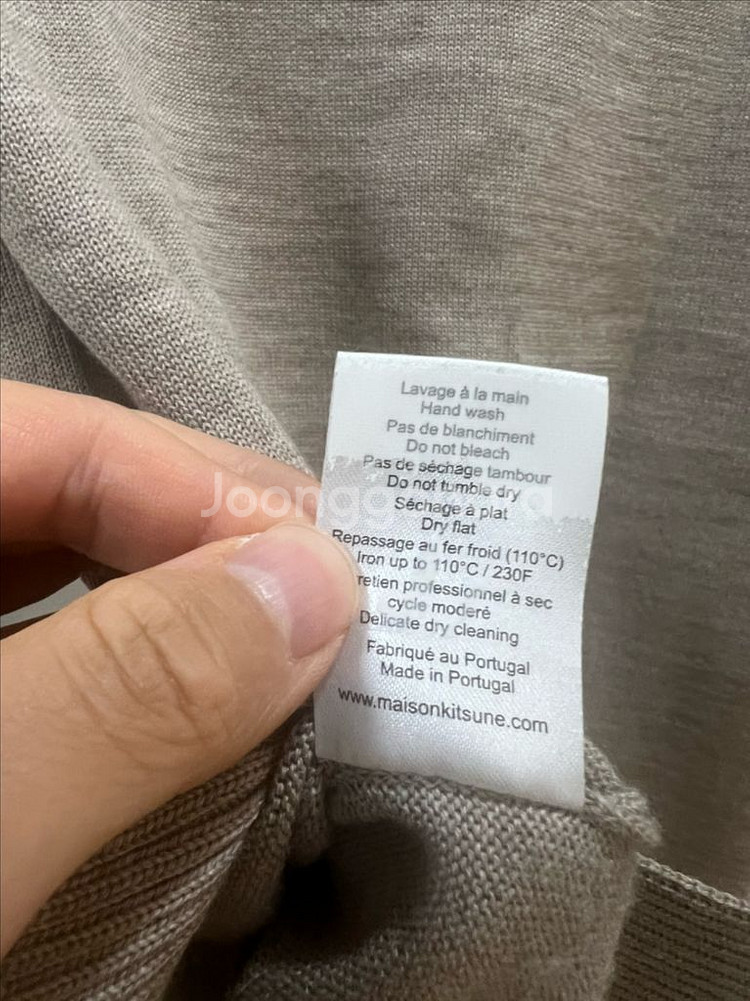 Lavage à la main
Hand wash
Pas de blanchiment
Do not bleach
Pas de séchage tambour
Do not tumble dry
Séchage à plat
Dry flat
Repassage au fer froid (110°C)
Iron up to 110°C / 230F
retien professionnel à sec
cycle moderé
Delicate dry cleaning
Fabriqué au Portugal
Made in Portugal
www.maisonkitsune.com